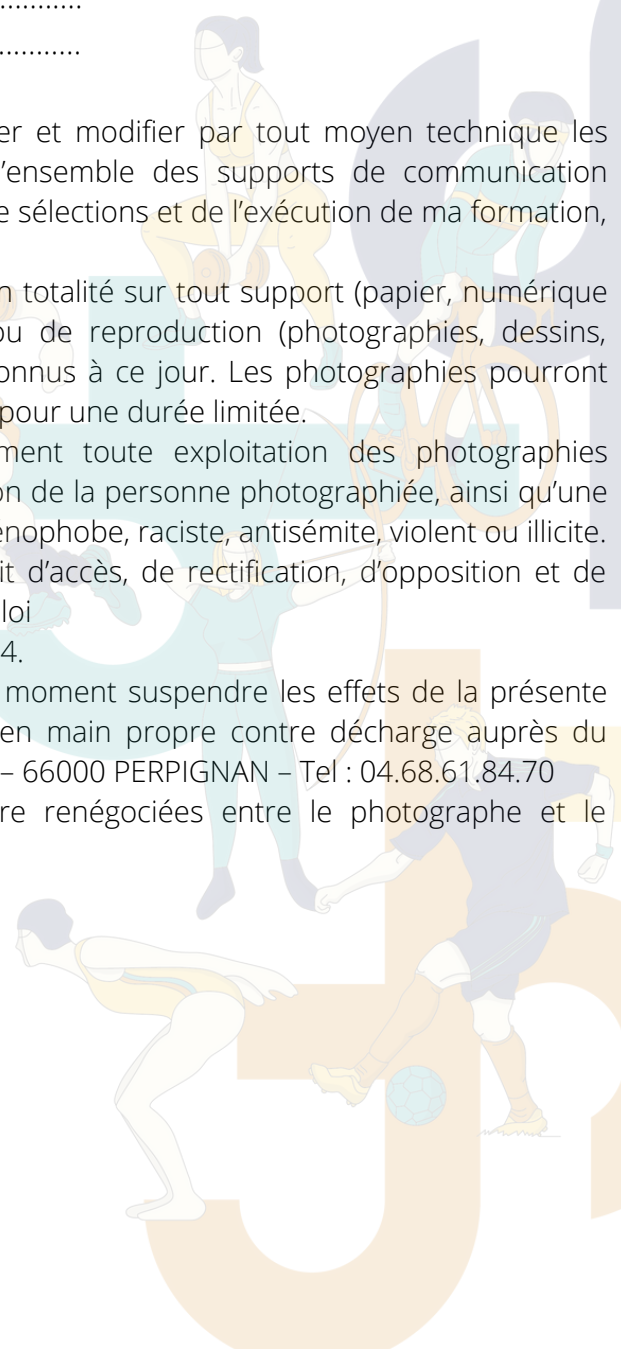 ............
............
er et modifier par tout moyen technique les
'ensemble des supports de communication
e sélections et de l'exécution de ma formation,
n totalité sur tout support (papier, numérique
ou de reproduction (photographies, dessins,
onnus à ce jour. Les photographies pourront
pour une durée limitée.
ment toute exploitation des photographies
on de la personne photographiée, ainsi qu'une
énophobe, raciste, antisémite, violent ou illicite.
it d'accès, de rectification, d'opposition et de
loi
4.
moment suspendre les effets de la présente
en main propre contre décharge auprès du
– 66000 PERPIGNAN – Tel : 04.68.61.84.70
re renégociées entre le photographe et le